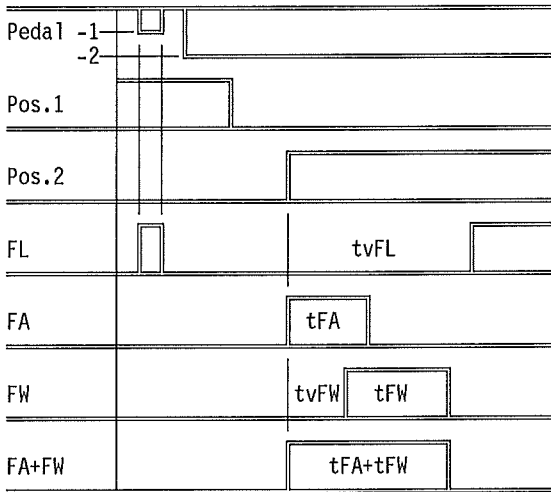 Pedal -1
-2
Pos.1
Pos.2
FL tvFL
FA tFA
FW tvFW tFW
FA+FW tFA+tFW